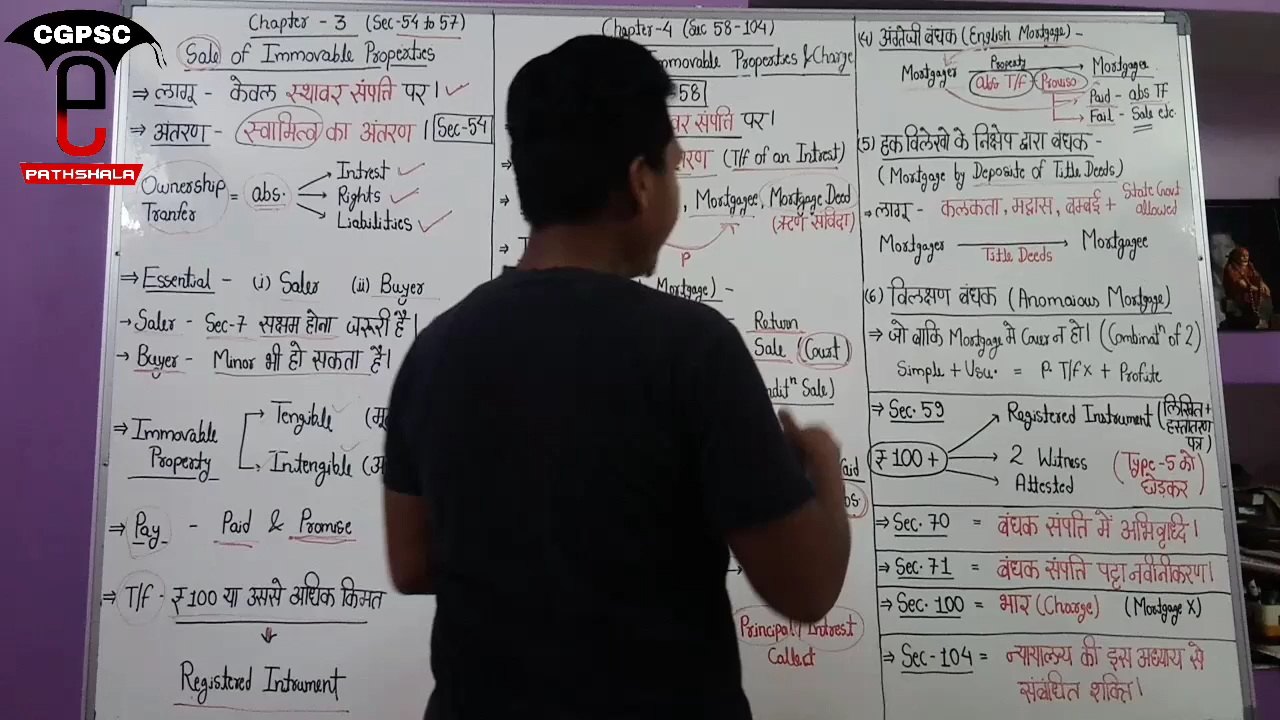 CGPSC
PATHSHALA
Chapter - 3 (Sec-54 to 57)
Sale of Immovable Properties
⇒ लागू - केवल स्थावर संपति पर।
⇒ अंतरण - स्वामित्व का अंतरण। Sec-54
Ownership Tranfer = abs.
Intrest
Rights
Liabilities
⇒ Essential - (i) Saler (ii) Buyer
→ Saler - Sec-7 सक्षम होना जरूरी है।
→ Buyer - Minor भी हो सकता है।
⇒ Immovable Property
Tengible
Intengible
⇒ Pay - Paid & Promise
⇒ T/f - ₹100 या उससे अधिक किमत
Registered Intrument
Chapter-4 (Sec 58-104)
Immovable Properties & Charge
58
संपति पर।
(T/f of an Intrest)
, Mortgagee, Mortgage Deed
(ऋण संविदा)
P
Mortgage) -
Return
Sale (Court)
Sale)
Principal / Intrest
Collect
(4) अंग्रेजी बंधक (English Mortgage) -
Mortgager Property Mortgagee
abs T/f Proviso
Paid - abs TF
Fail - Sale etc.
(5) हक विलेखो के निक्षेप द्वारा बंधक -
(Mortgage by Deposite of Title Deeds)
⇒ लागू - कलकता, मद्रास, बम्बई + State Govt allowed
Mortgager Title Deeds Mortgagee
(6) विलक्षण बंधक (Anomaious Mortgage)
⇒ जो बाकि Mortgage मे Cover न हो। (Combinatⁿ of 2)
Simple + Usu. = P. T/f x + Profite
⇒ Sec. 59
₹ 100 +
Registered Instrument (लिखित + हस्तांतरण पत्र)
2 Witness
Attested
(Type-5 को छोड़कर)
⇒ Sec. 70 = बंधक संपति में अभिवृध्दि।
⇒ Sec. 71 = बंधक संपति पट्टा नवीनीकरण।
⇒ Sec. 100 = भार (Charge) (Mortgage X)
⇒ Sec-104 = न्यायालय की इस अध्याय से
संबंधित शक्ति।